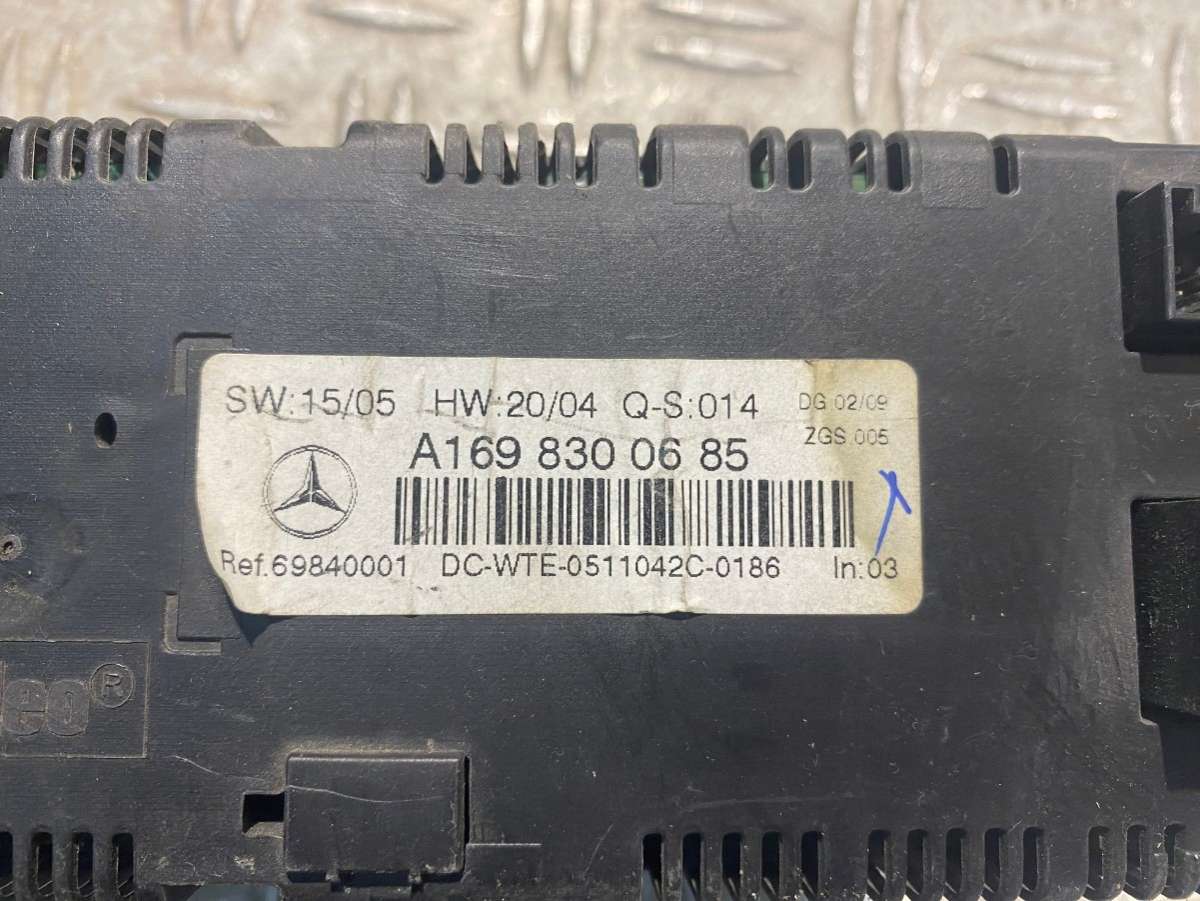 SW:15/05 HW:20/04 Q-S:014 DG 02/09
ZGS 005
A169 830 06 85
Ref.69840001 DC-WTE-0511042C-0186 In:03
leo®